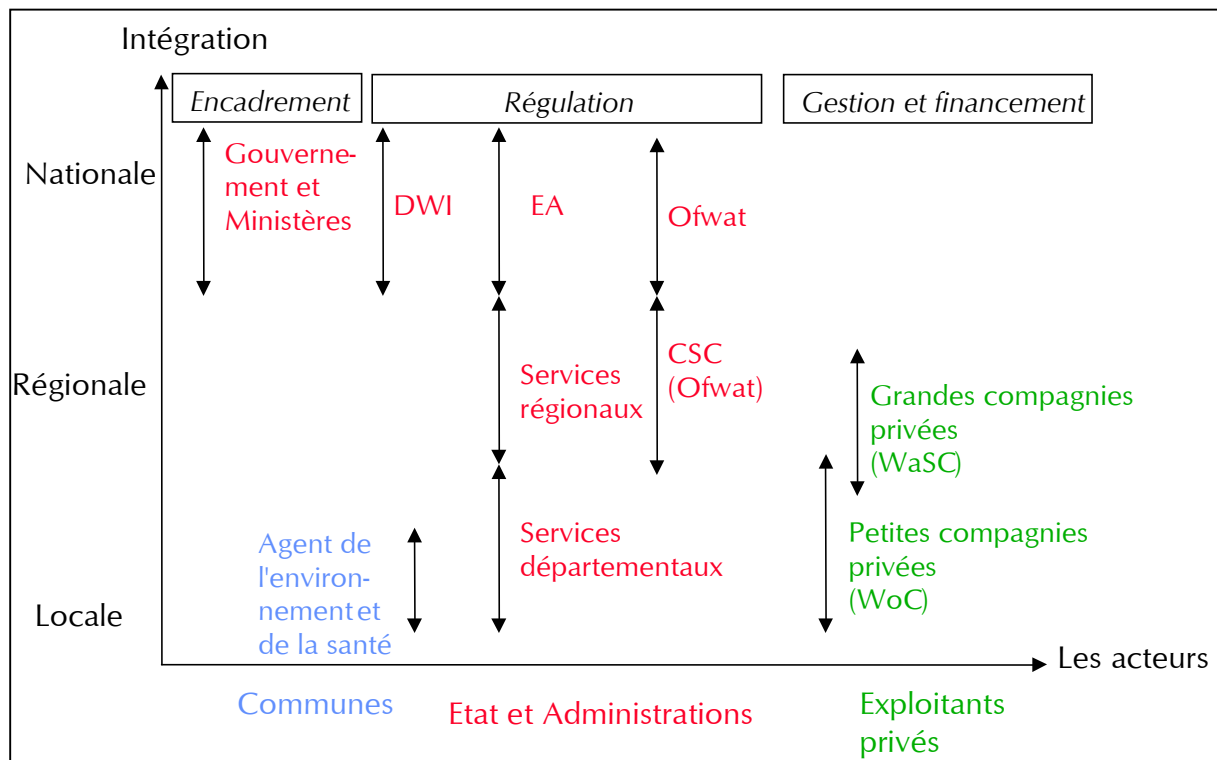 Intégration
Encadrement
Régulation
Gestion et financement
Nationale
Gouverne-
ment et
Ministères
DWI
EA
Ofwat
Régionale
Services
régionaux
CSC
(Ofwat)
Grandes compagnies
privées
(WaSC)
Locale
Agent de
l'environ-
nement et
de la santé
Services
départementaux
Petites compagnies
privées
(WoC)
Les acteurs
Communes
Etat et Administrations
Exploitants
privés